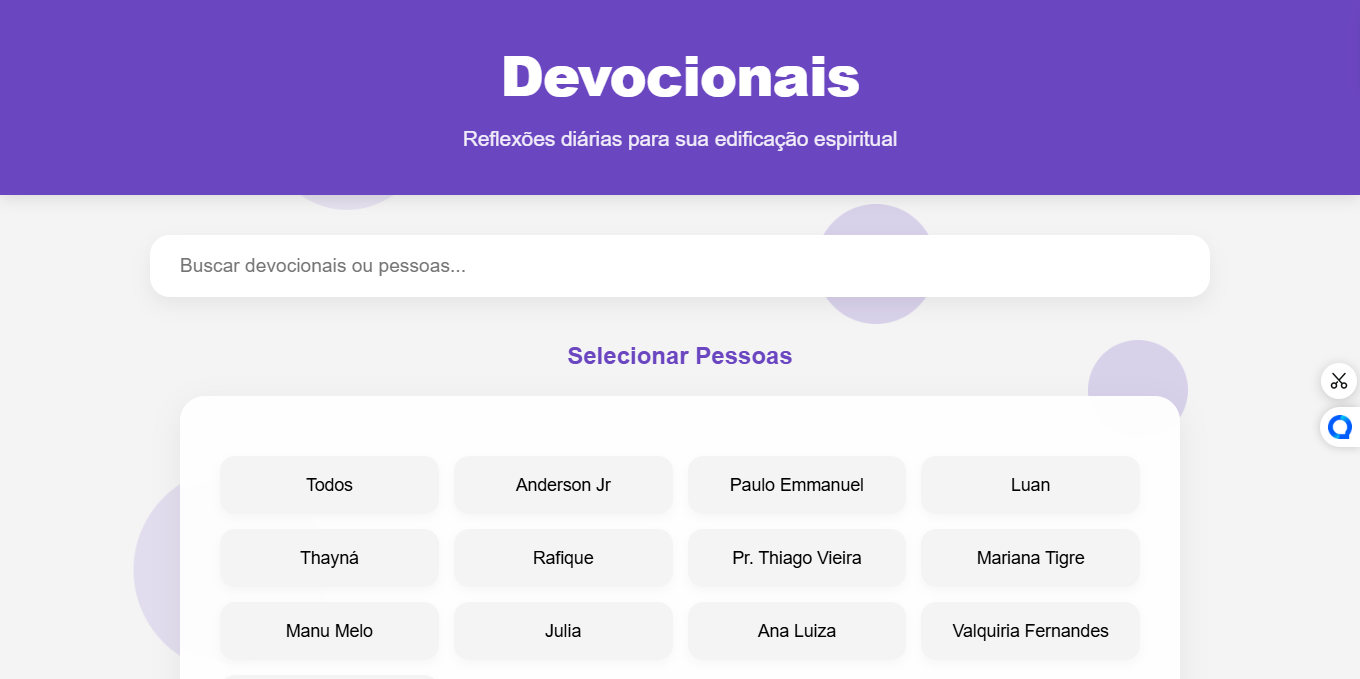 Devocionais
Reflexões diárias para sua edificação espiritual
Buscar devocionais ou pessoas...
Selecionar Pessoas
Todos
Anderson Jr
Paulo Emmanuel
Luan
Thayná
Rafique
Pr. Thiago Vieira
Mariana Tigre
Manu Melo
Julia
Ana Luiza
Valquiria Fernandes